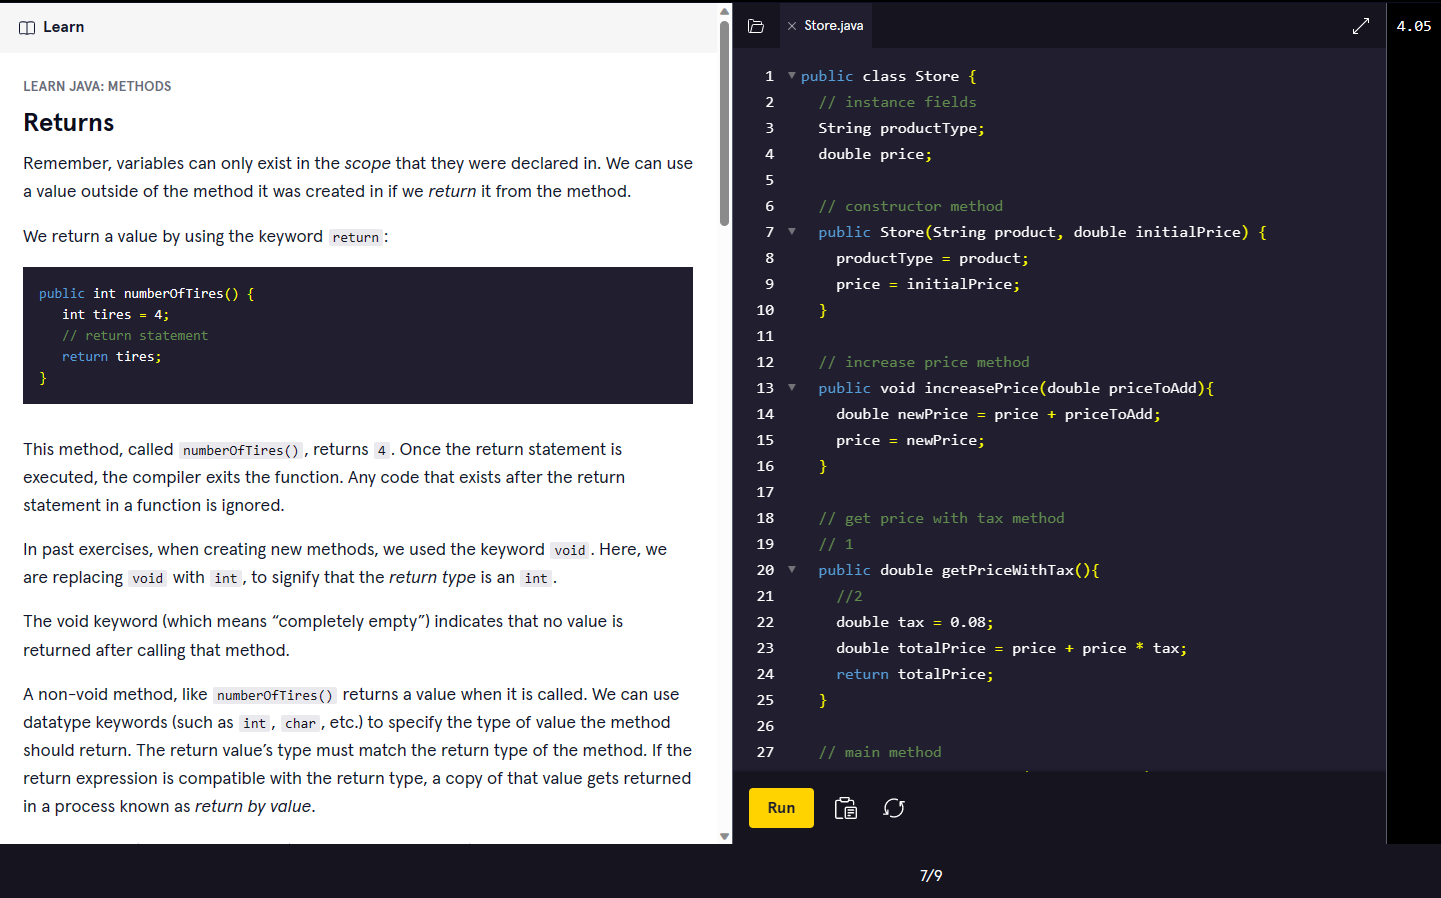 Learn
LEARN JAVA: METHODS
Returns
Remember, variables can only exist in the scope that they were declared in. We can use
a value outside of the method it was created in if we return it from the method.
We return a value by using the keyword return:
public int numberOfTires() {
int tires = 4;
// return statement
return tires;
}
This method, called numberOfTires(), returns 4. Once the return statement is
executed, the compiler exits the function. Any code that exists after the return
statement in a function is ignored.
In past exercises, when creating new methods, we used the keyword void. Here, we
are replacing void with int, to signify that the return type is an int.
The void keyword (which means “completely empty”) indicates that no value is
returned after calling that method.
A non-void method, like numberOfTires() returns a value when it is called. We can use
datatype keywords (such as int, char, etc.) to specify the type of value the method
should return. The return value’s type must match the return type of the method. If the
return expression is compatible with the return type, a copy of that value gets returned
in a process known as return by value.
Store.java
1 public class Store {
2 // instance fields
3 String productType;
4 double price;
5
6 // constructor method
7 public Store(String product, double initialPrice) {
8 productType = product;
9 price = initialPrice;
10 }
11
12 // increase price method
13 public void increasePrice(double priceToAdd){
14 double newPrice = price + priceToAdd;
15 price = newPrice;
16 }
17
18 // get price with tax method
19 // 1
20 public double getPriceWithTax(){
21 //2
22 double tax = 0.08;
23 double totalPrice = price + price * tax;
24 return totalPrice;
25 }
26
27 // main method
Run
4.05
7/9